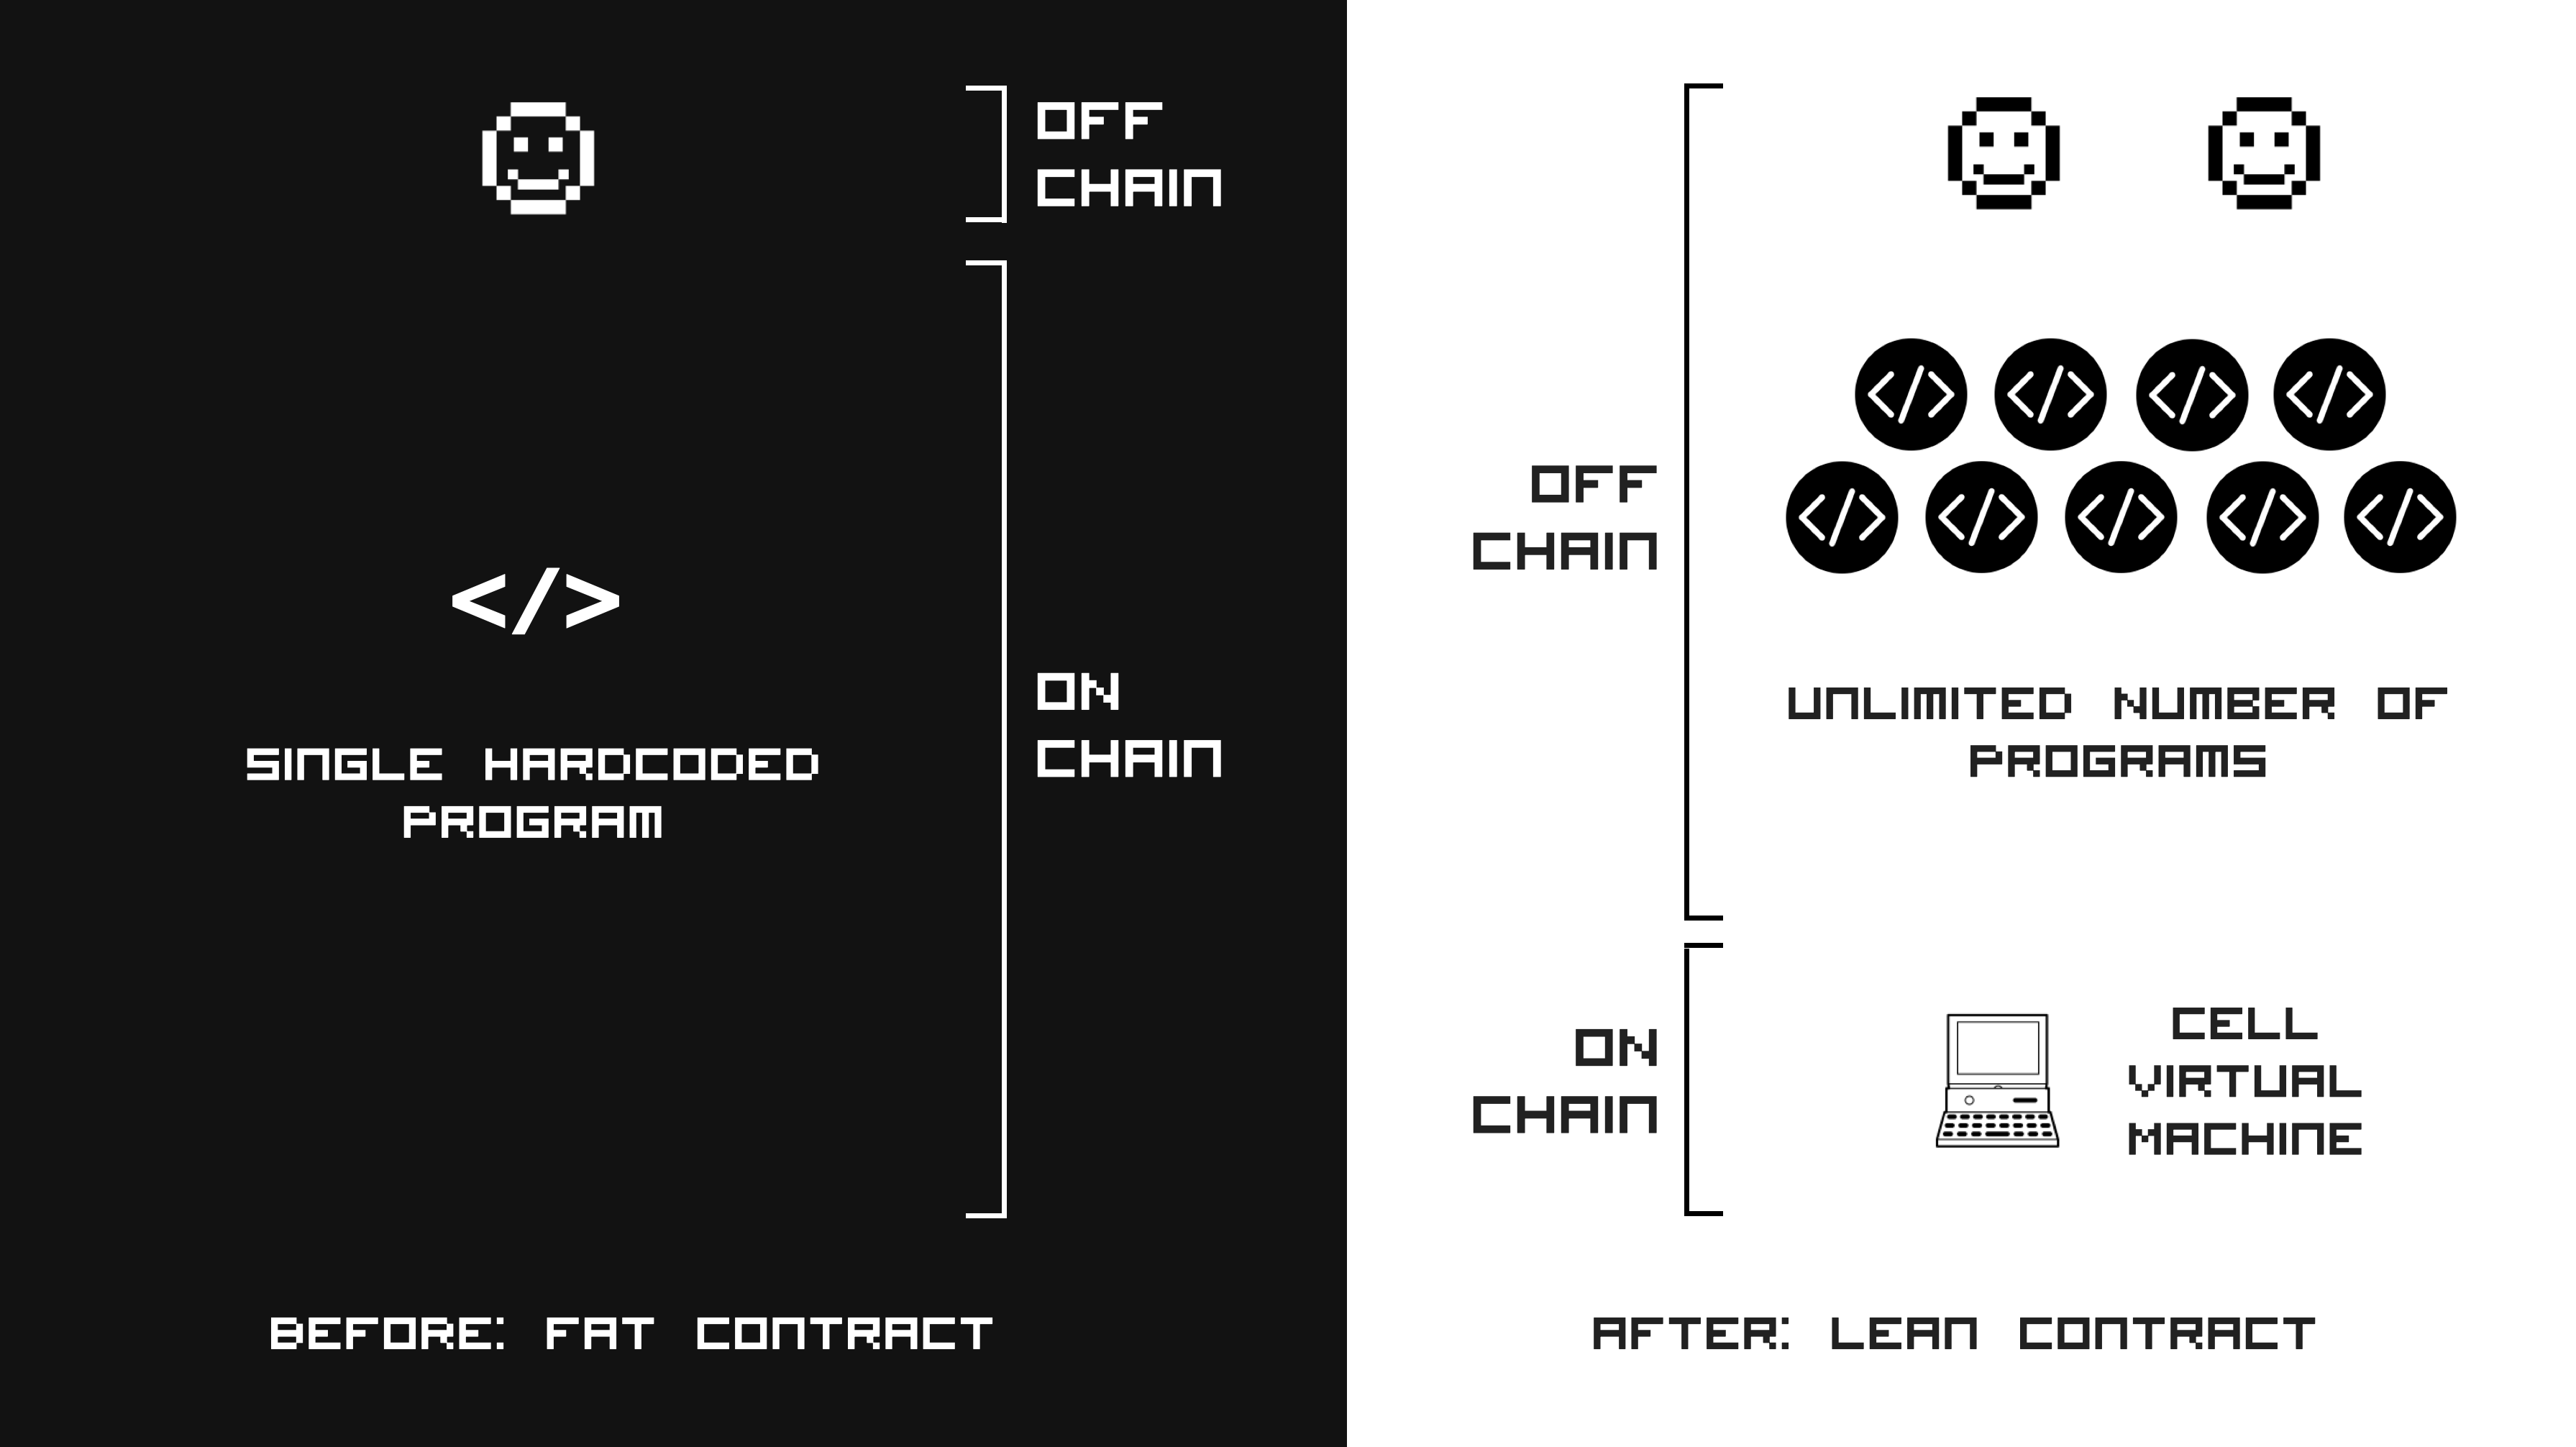 OFF
CHAIN
</>
SINGLE HARDCODED
PROGRAM
ON
CHAIN
BEFORE: FAT CONTRACT
OFF
CHAIN
</> </> </> </>
</> </> </> </> </>
UNLIMITED NUMBER OF
PROGRAMS
ON
CHAIN
CELL
VIRTUAL
MACHINE
AFTER: LEAN CONTRACT